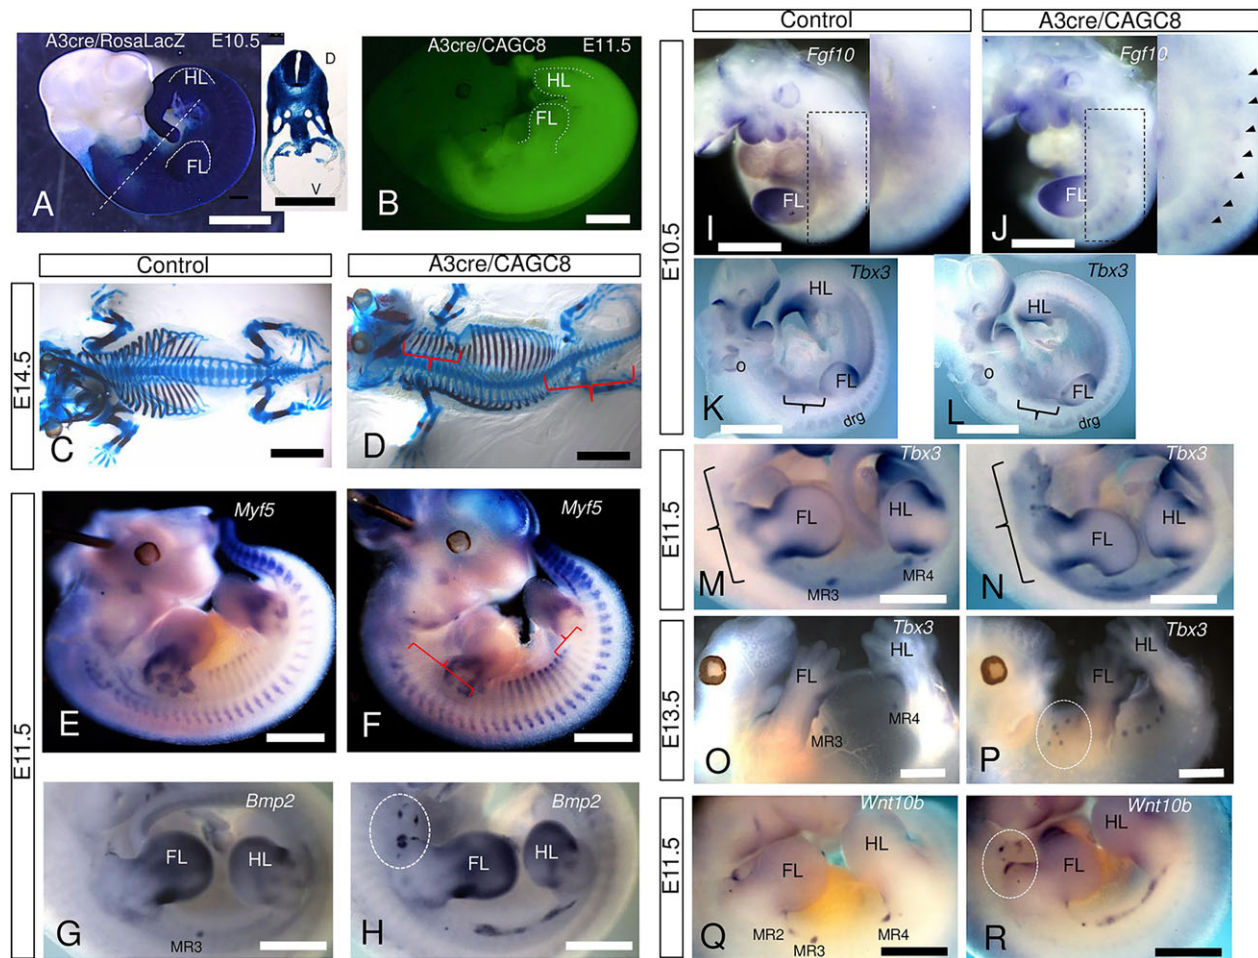 A3cre/RosaLacZ E10.5
HL
FL
A
D
V
A3cre/CAGC8 E11.5
HL
FL
B
Control
A3cre/CAGC8
E14.5
C
D
E11.5
Myf5
E
Myf5
F
Bmp2
FL
HL
MR3
G
Bmp2
FL
HL
H
Control
A3cre/CAGC8
E10.5
Fgf10
FL
I
Fgf10
FL
J
Tbx3
HL
o
FL
drg
K
Tbx3
HL
o
FL
drg
L
E11.5
Tbx3
FL
HL
MR3
MR4
M
Tbx3
FL
HL
N
E13.5
Tbx3
HL
FL
MR4
MR3
O
Tbx3
HL
FL
P
E11.5
Wnt10b
HL
FL
MR2
MR3
MR4
Q
Wnt10b
HL
FL
R